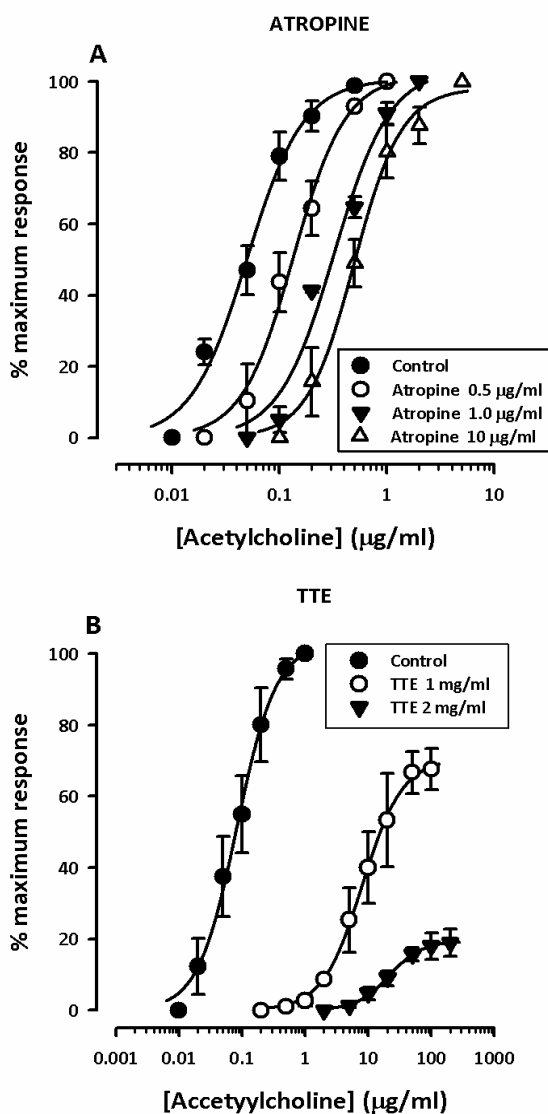 ATROPINE
A
100
80
60
40
20
0
% maximum response
Control
Atropine 0.5 µg/ml
Atropine 1.0 µg/ml
Atropine 10 µg/ml
0.01 0.1 1 10
[Acetylcholine] (µg/ml)
TTE
B
100
80
60
40
20
0
% maximum response
Control
TTE 1 mg/ml
TTE 2 mg/ml
0.001 0.01 0.1 1 10 100 1000
[Accetyylcholine] (µg/ml)